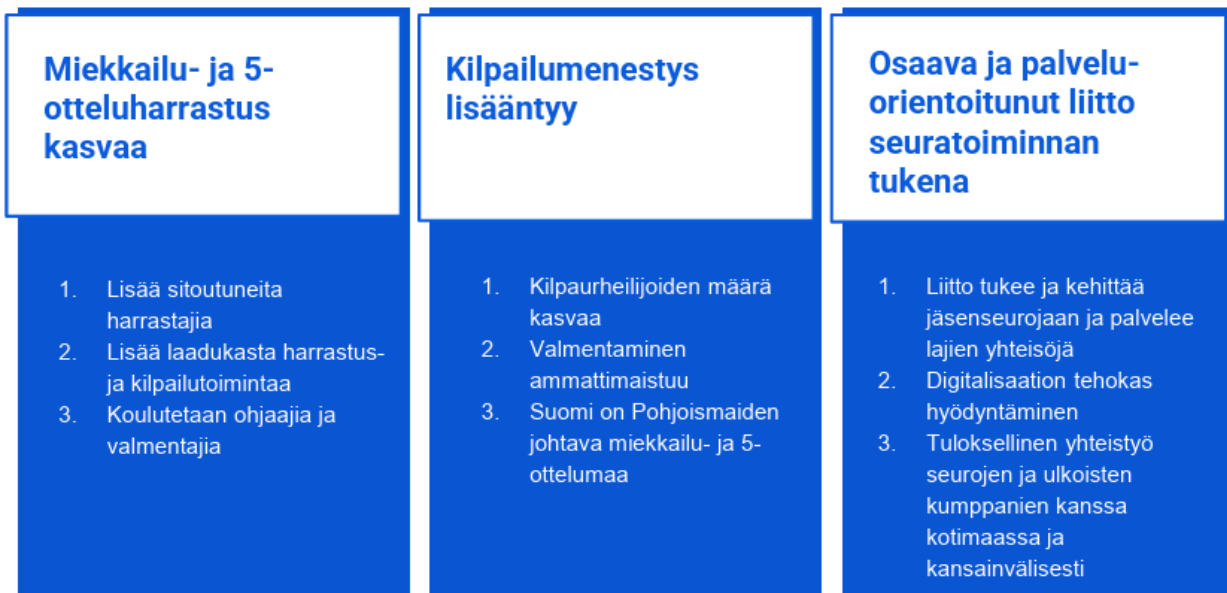 Miekkailu- ja 5-
otteluharrastus
kasvaa
1. Lisää sitoutuneita
harrastajia
2. Lisää laadukasta harrastus-
ja kilpailutoimintaa
3. Koulutetaan ohjaajia ja
valmentajia
Kilpailumenestys
lisääntyy
1. Kilpaurheilijoiden määrä
kasvaa
2. Valmentaminen
ammattimaistuu
3. Suomi on Pohjoismaiden
johtava miekkailu- ja 5-
ottelumaa
Osaava ja palvelu-
orientoitunut liitto
seuratoiminnan
tukena
1. Liitto tukee ja kehittää
jäsenseurojaan ja palvelee
lajien yhteisöjä
2. Digitalisaation tehokas
hyödyntäminen
3. Tuloksellinen yhteistyö
seurojen ja ulkoisten
kumppanien kanssa
kotimaassa ja
kansainvälisesti